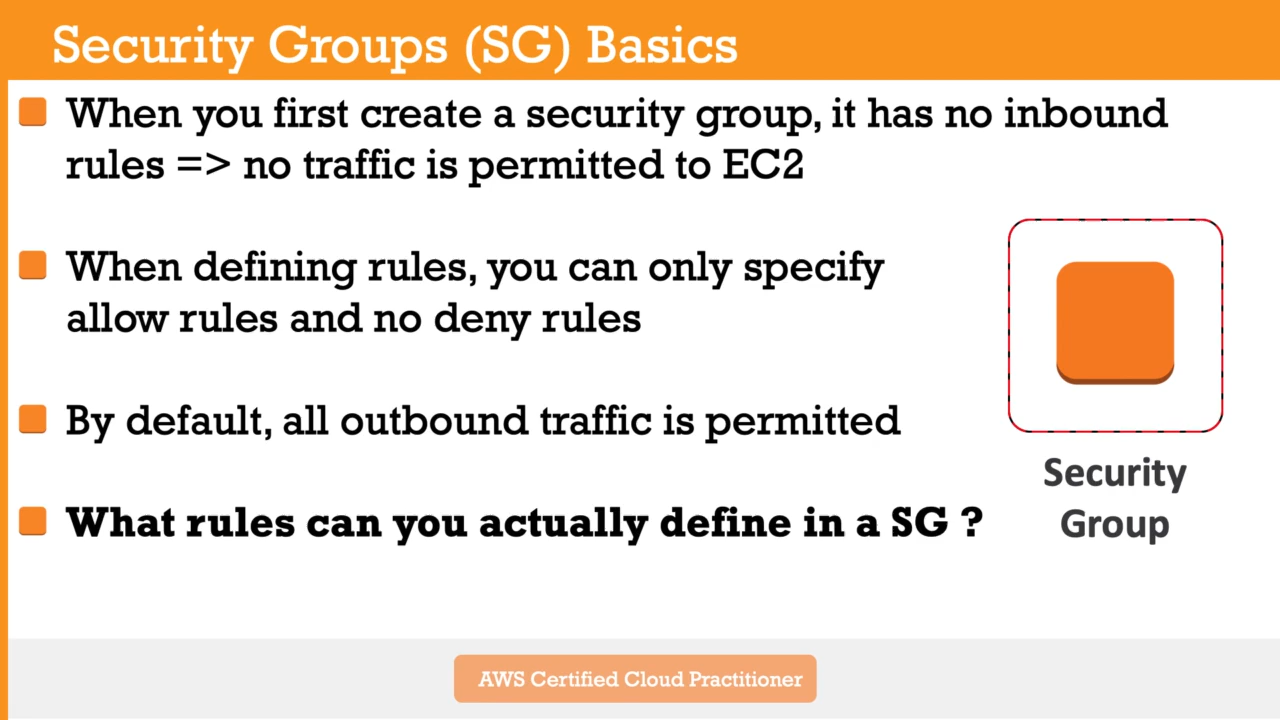 Security Groups (SG) Basics
When you first create a security group, it has no inbound
rules => no traffic is permitted to EC2
When defining rules, you can only specify
allow rules and no deny rules
By default, all outbound traffic is permitted
What rules can you actually define in a SG ?
Security
Group
AWS Certified Cloud Practitioner